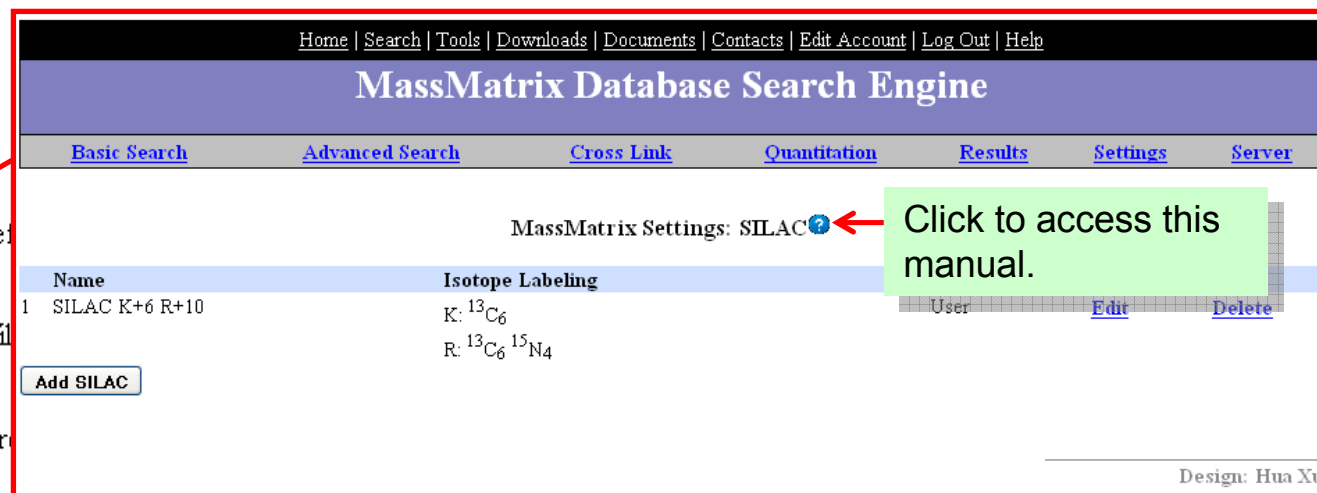 Home | Search | Tools | Downloads | Documents | Contacts | Edit Account | Log Out | Help
MassMatrix Database Search Engine
Basic Search Advanced Search Cross Link Quantitation Results Settings Server
MassMatrix Settings: SILAC
Click to access this
manual.
Name Isotope Labeling
1 SILAC K+6 R+10 K: ¹³C₆ User Edit Delete
R: ¹³C₆ ¹⁵N₄
Add SILAC
Design: Hua Xu